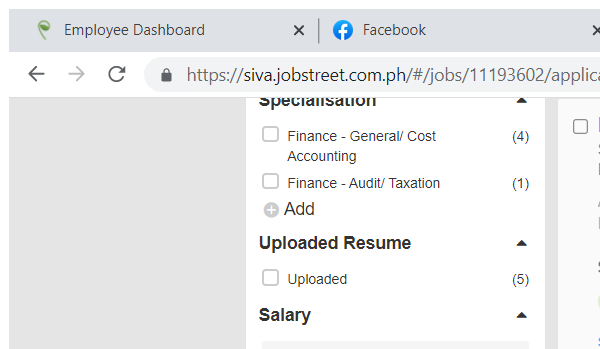 Employee Dashboard
Facebook
https://siva.jobstreet.com.ph/#/jobs/11193602/applica
Specialisation
Finance - General/ Cost (4)
Accounting
Finance - Audit/ Taxation (1)
Add
Uploaded Resume
Uploaded (5)
Salary